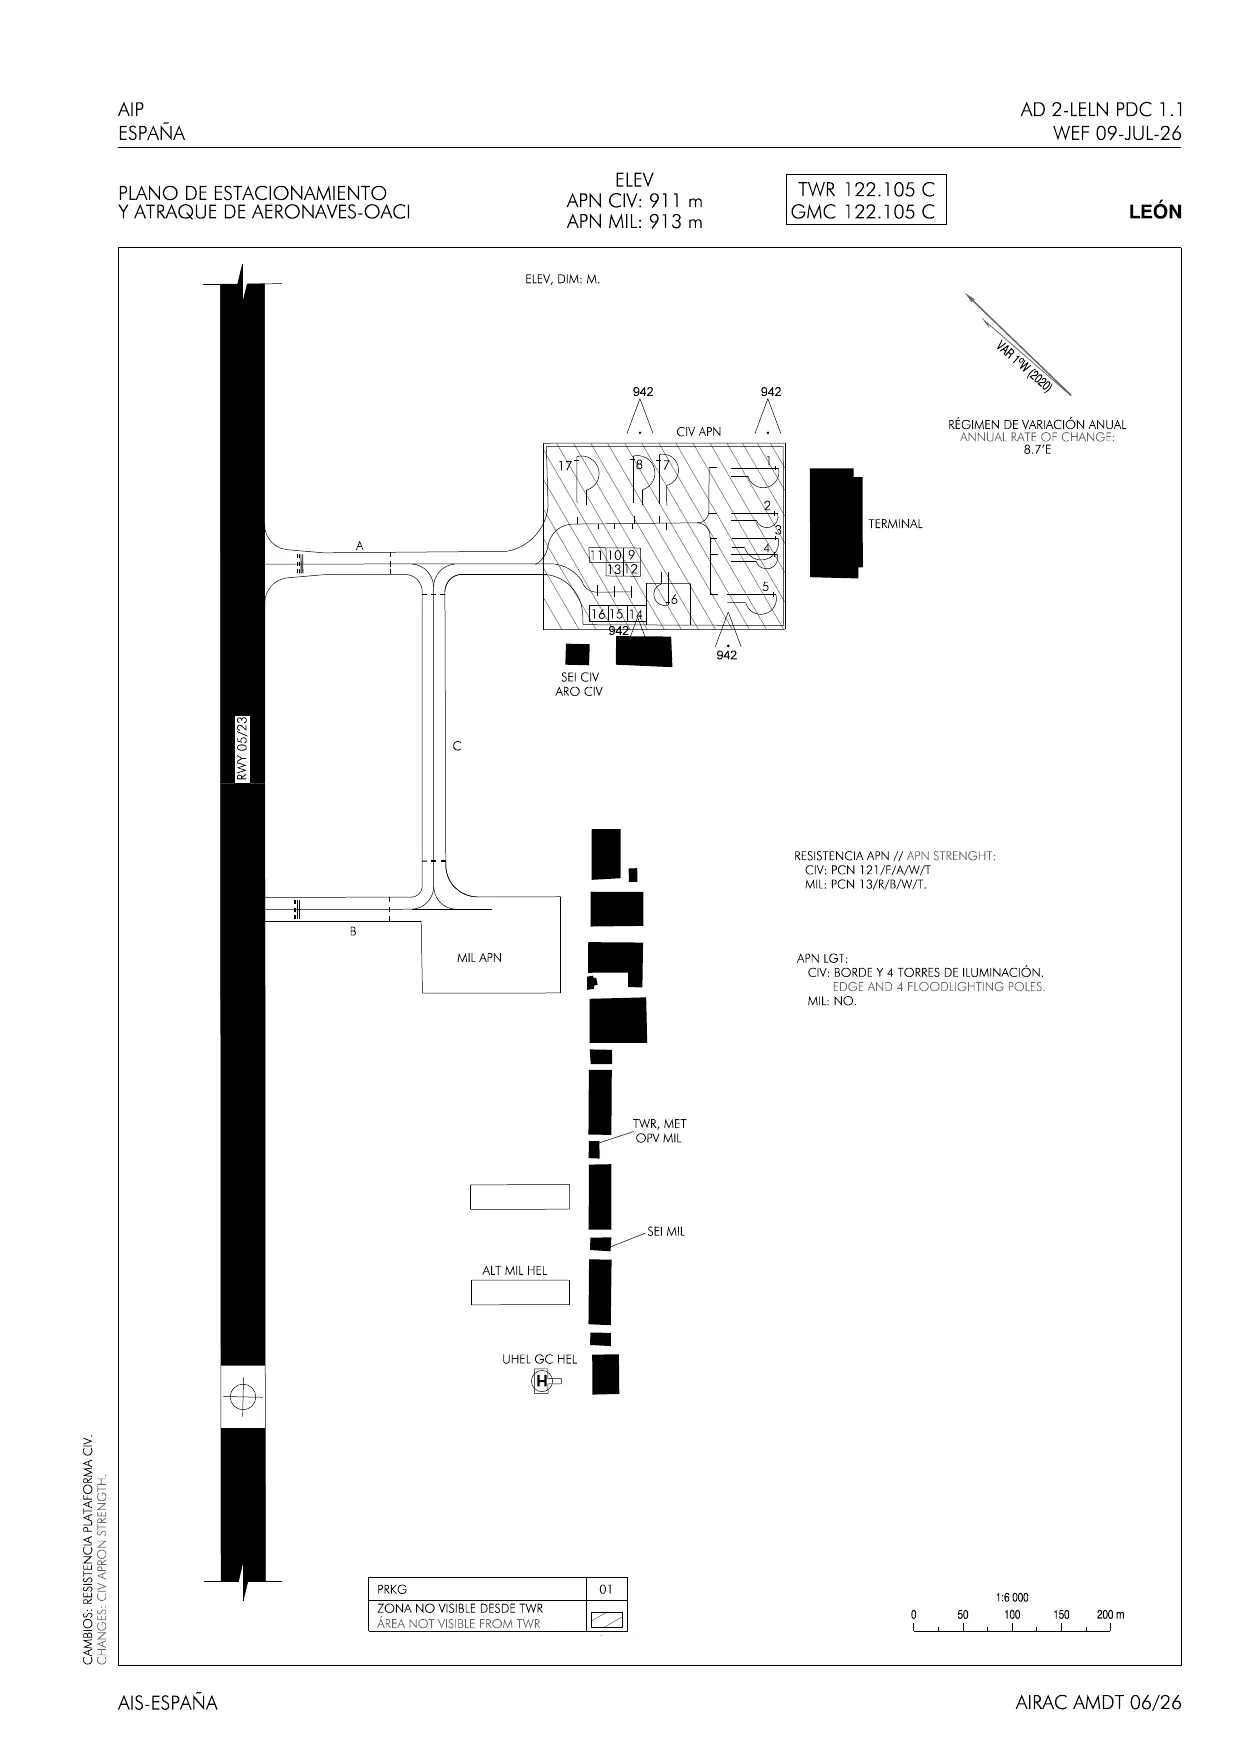 AIP
ESPAÑA
AD 2-LELN PDC 1.1
WEF 09-JUL-26
PLANO DE ESTACIONAMIENTO
Y ATRAQUE DE AERONAVES-OACI
ELEV
APN CIV: 911 m
APN MIL: 913 m
TWR 122.105 C
GMC 122.105 C
LEÓN
ELEV, DIM: M.
VAR 1ºW (2020)
RÉGIMEN DE VARIACIÓN ANUAL
ANNUAL RATE OF CHANGE:
8.7'E
942
942
CIV APN
17
8
7
1
2
3
4
5
TERMINAL
A
11 10 9
13 12
6
16 15 14
942
942
SEI CIV
ARO CIV
RWY 05/23
C
RESISTENCIA APN // APN STRENGHT:
CIV: PCN 121/F/A/W/T
MIL: PCN 13/R/B/W/T.
B
MIL APN
APN LGT:
CIV: BORDE Y 4 TORRES DE ILUMINACIÓN.
EDGE AND 4 FLOODLIGHTING POLES.
MIL: NO.
TWR, MET
OPV MIL
SEI MIL
ALT MIL HEL
UHEL GC HEL
H
PRKG 01
ZONA NO VISIBLE DESDE TWR
ÁREA NOT VISIBLE FROM TWR
1:6 000
0 50 100 150 200 m
CAMBIOS: RESISTENCIA PLATAFORMA CIV.
CHANGES: CIV APRON STRENGTH.
AIS-ESPAÑA
AIRAC AMDT 06/26